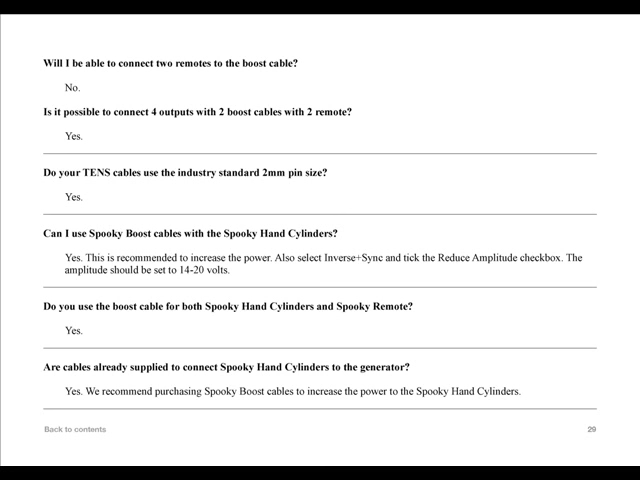 Will I be able to connect two remotes to the boost cable?
No.
Is it possible to connect 4 outputs with 2 boost cables with 2 remote?
Yes.
Do your TENS cables use the industry standard 2mm pin size?
Yes.
Can I use Spooky Boost cables with the Spooky Hand Cylinders?
Yes. This is recommended to increase the power. Also select Inverse+Sync and tick the Reduce Amplitude checkbox. The
amplitude should be set to 14-20 volts.
Do you use the boost cable for both Spooky Hand Cylinders and Spooky Remote?
Yes.
Are cables already supplied to connect Spooky Hand Cylinders to the generator?
Yes. We recommend purchasing Spooky Boost cables to increase the power to the Spooky Hand Cylinders.
Back to contents
29